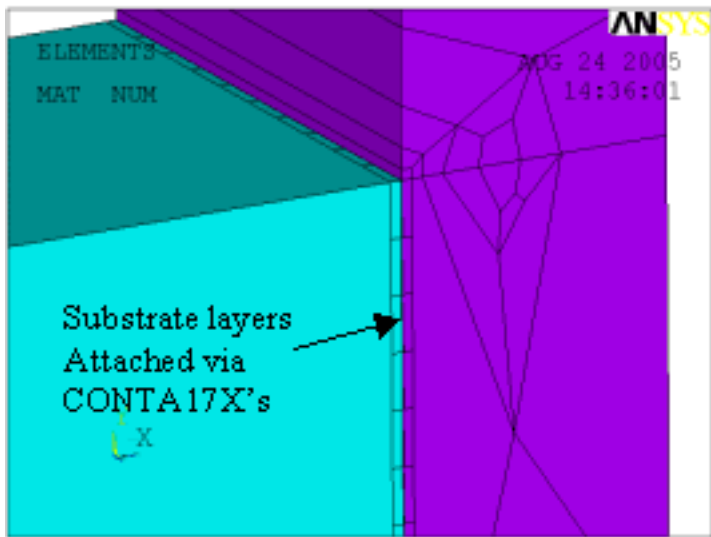 ANSYS
ELEMENTS
MAT NUM
AUG 24 2005
14:36:01
Substrate layers
Attached via
CONTA17X's
X